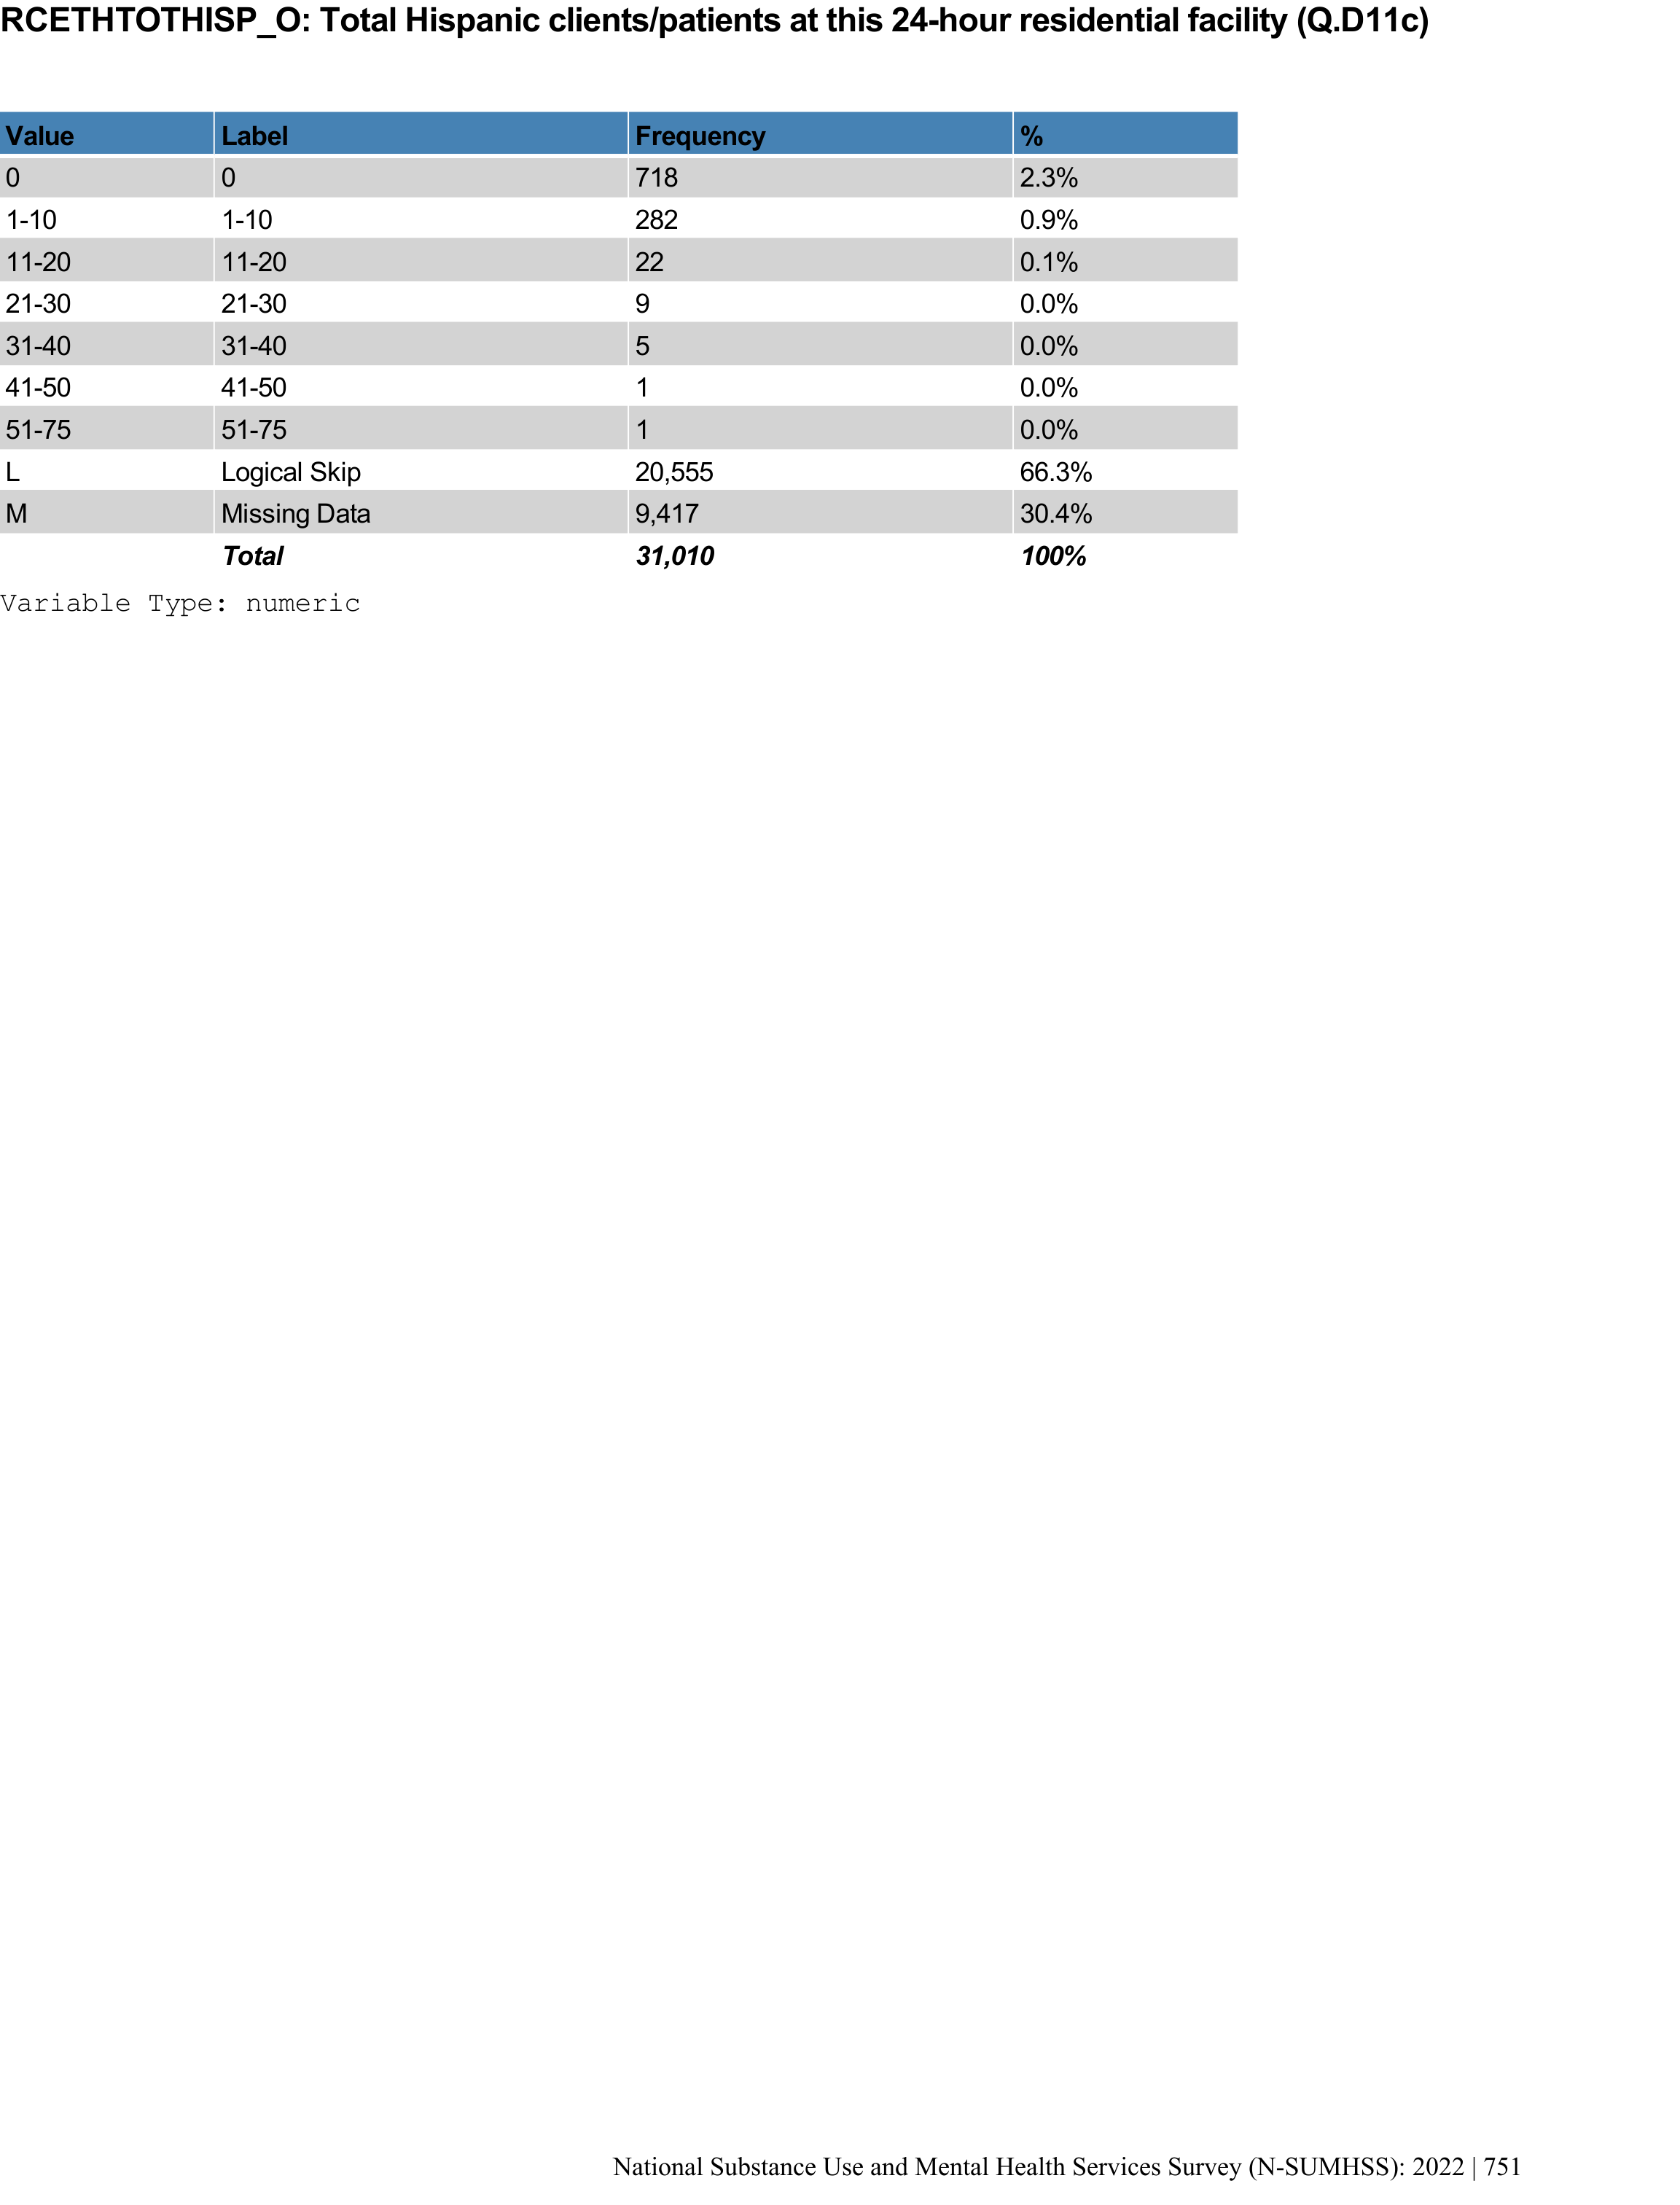 RCETHTOTHISP_O: Total Hispanic clients/patients at this 24-hour residential facility (Q.D11c)
Value Label Frequency %
0 0 718 2.3%
1-10 1-10 282 0.9%
11-20 11-20 22 0.1%
21-30 21-30 9 0.0%
31-40 31-40 5 0.0%
41-50 41-50 1 0.0%
51-75 51-75 1 0.0%
L Logical Skip 20,555 66.3%
M Missing Data 9,417 30.4%
Total 31,010 100%
Variable Type: numeric
National Substance Use and Mental Health Services Survey (N-SUMHSS): 2022 | 751